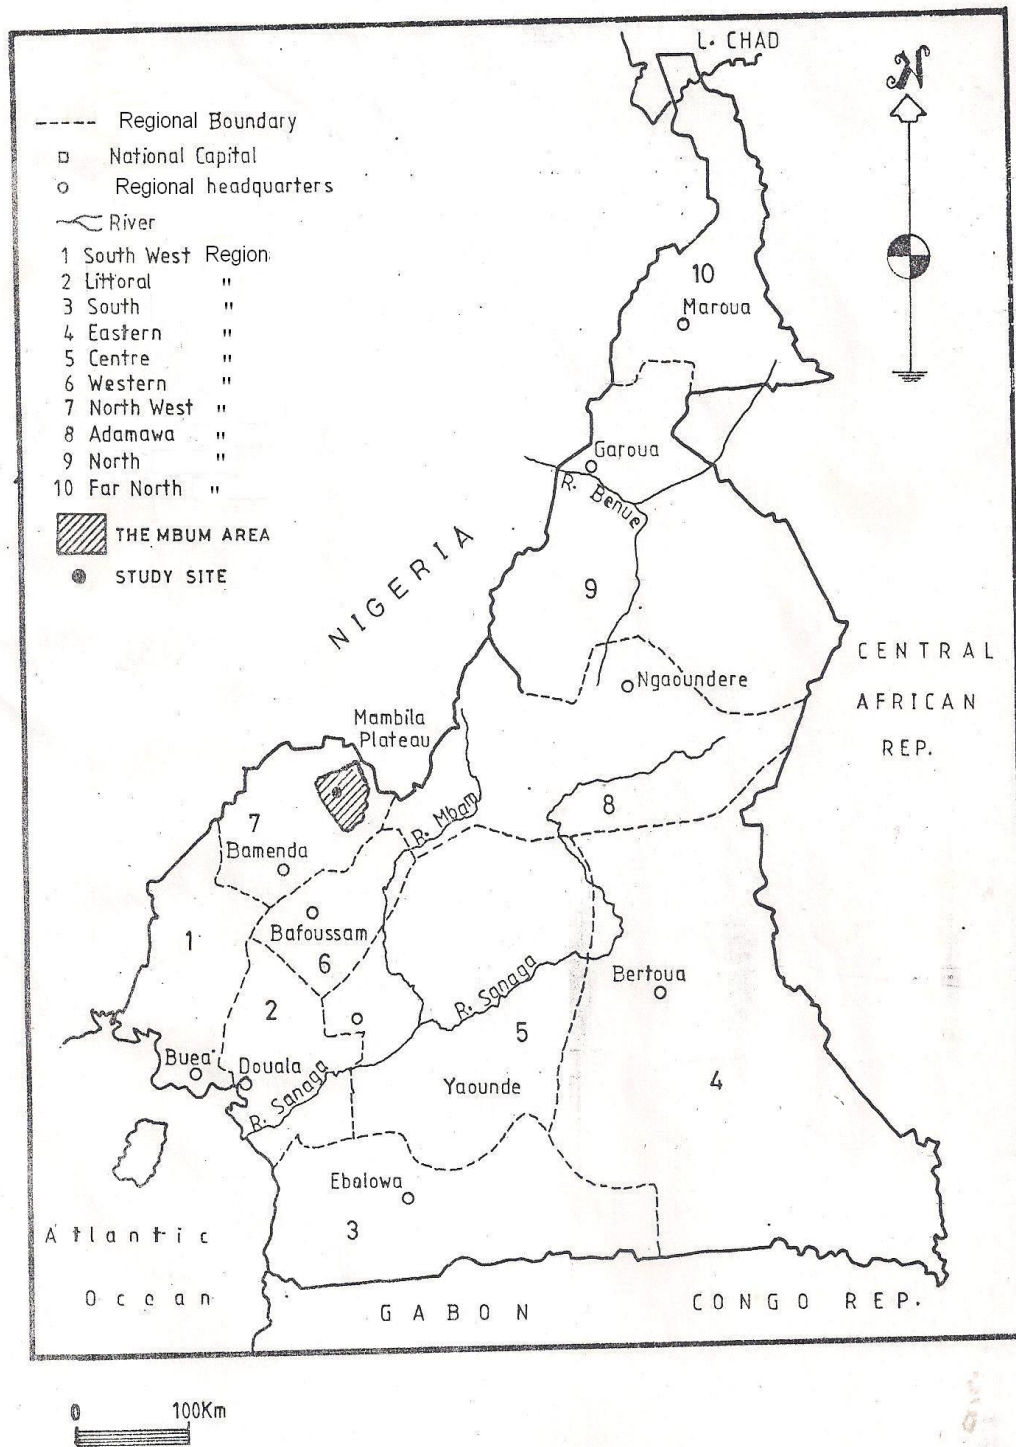 L. CHAD
N
Regional Boundary
National Capital
Regional headquarters
River
1 South West Region
2 Littoral "
3 South "
4 Eastern "
5 Centre "
6 Western "
7 North West "
8 Adamawa "
9 North "
10 Far North "
THE MBUM AREA
STUDY SITE
10
Maroua
Garoua
R. Benue
NIGERIA
9
CENTRAL
AFRICAN
REP.
Ngaoundere
Mambila
Plateau
R. Mbam
8
7
Bamenda
1
Bafoussam
6
R. Sanaga
Bertoua
2
5
Buea
Douala
R. Sanaga
Yaounde
4
Ebolowa
3
Atlantic
Ocean
GABON
CONGO REP.
0 100Km